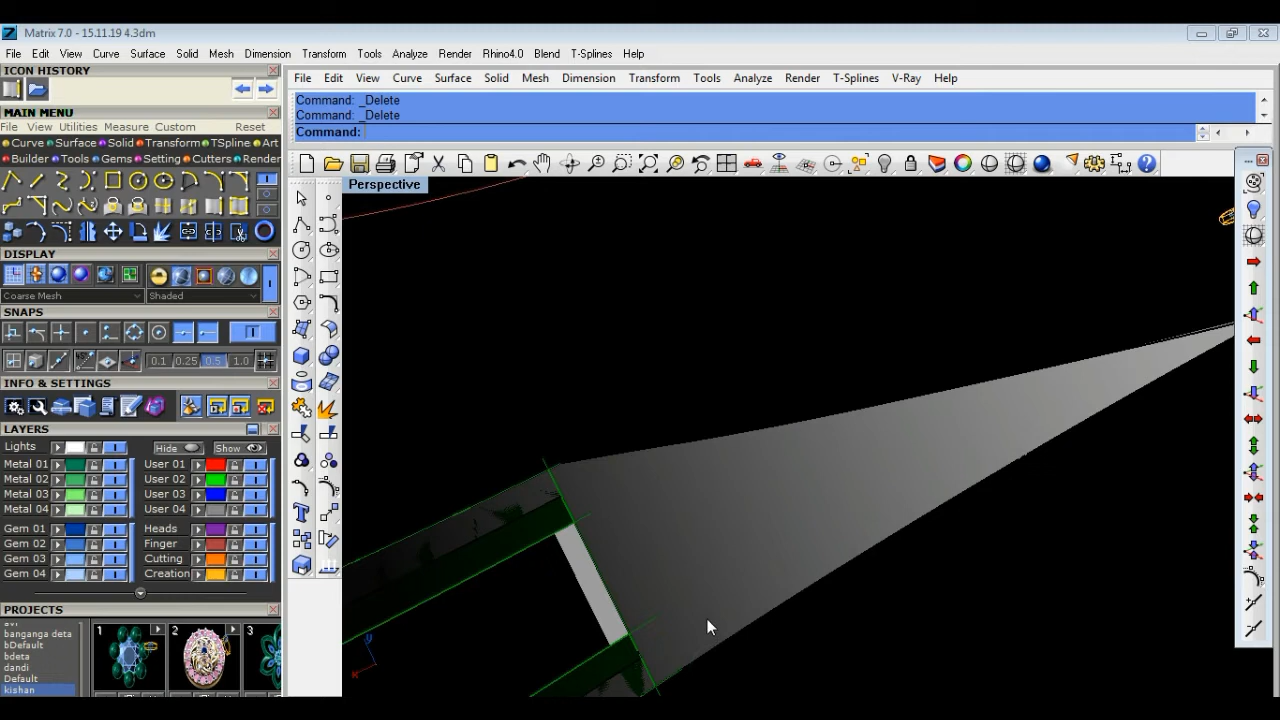 Matrix 7.0 - 15.11.19 4.3dm
File Edit View Curve Surface Solid Mesh Dimension Transform Tools Analyze Render Rhino4.0 Blend T-Splines Help
ICON HISTORY
File Edit View Curve Surface Solid Mesh Dimension Transform Tools Analyze Render T-Splines V-Ray Help
Command: _Delete
Command: _Delete
Command:
MAIN MENU
File View Utilities Measure Custom Reset
Curve Surface Solid Transform TSpline Art
Builder Tools Gems Setting Cutters Render
Perspective
DISPLAY
Coarse Mesh Shaded
SNAPS
0.1 0.25 0.5 1.0
INFO & SETTINGS
LAYERS
Lights Hide Show
Metal 01 User 01
Metal 02 User 02
Metal 03 User 03
Metal 04 User 04
Gem 01 Heads
Gem 02 Finger
Gem 03 Cutting
Gem 04 Creation
PROJECTS
banganga deta
bDefault
bdeta
dandi
Default
kishan
1 2 3